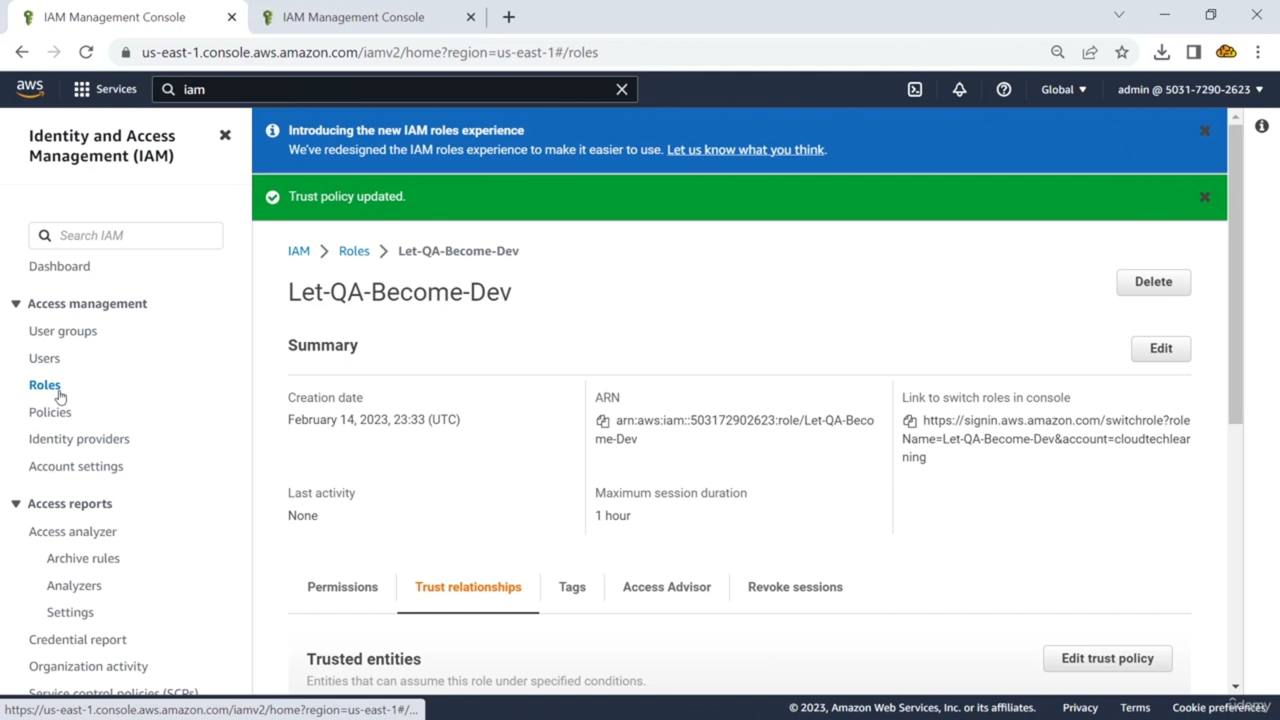 IAM Management Console
IAM Management Console
us-east-1.console.aws.amazon.com/iamv2/home?region=us-east-1#/roles
aws
Services
iam
Global
admin @ 5031-7290-2623
Identity and Access
Management (IAM)
Search IAM
Dashboard
Access management
User groups
Users
Roles
Policies
Identity providers
Account settings
Access reports
Access analyzer
Archive rules
Analyzers
Settings
Credential report
Organization activity
Service control policies (SCPs)
Introducing the new IAM roles experience
We've redesigned the IAM roles experience to make it easier to use. Let us know what you think.
Trust policy updated.
IAM > Roles > Let-QA-Become-Dev
Let-QA-Become-Dev
Delete
Summary
Edit
Creation date
February 14, 2023, 23:33 (UTC)
ARN
arn:aws:iam::503172902623:role/Let-QA-Beco
me-Dev
Link to switch roles in console
https://signin.aws.amazon.com/switchrole?role
Name=Let-QA-Become-Dev&account=cloudtechlear
ning
Last activity
None
Maximum session duration
1 hour
Permissions
Trust relationships
Tags
Access Advisor
Revoke sessions
Trusted entities
Entities that can assume this role under specified conditions.
Edit trust policy
https://us-east-1.console.aws.amazon.com/iamv2/home?region=us-east-1#/...
© 2023, Amazon Web Services, Inc. or its affiliates.
Privacy
Terms
Cookie preferences
udemy